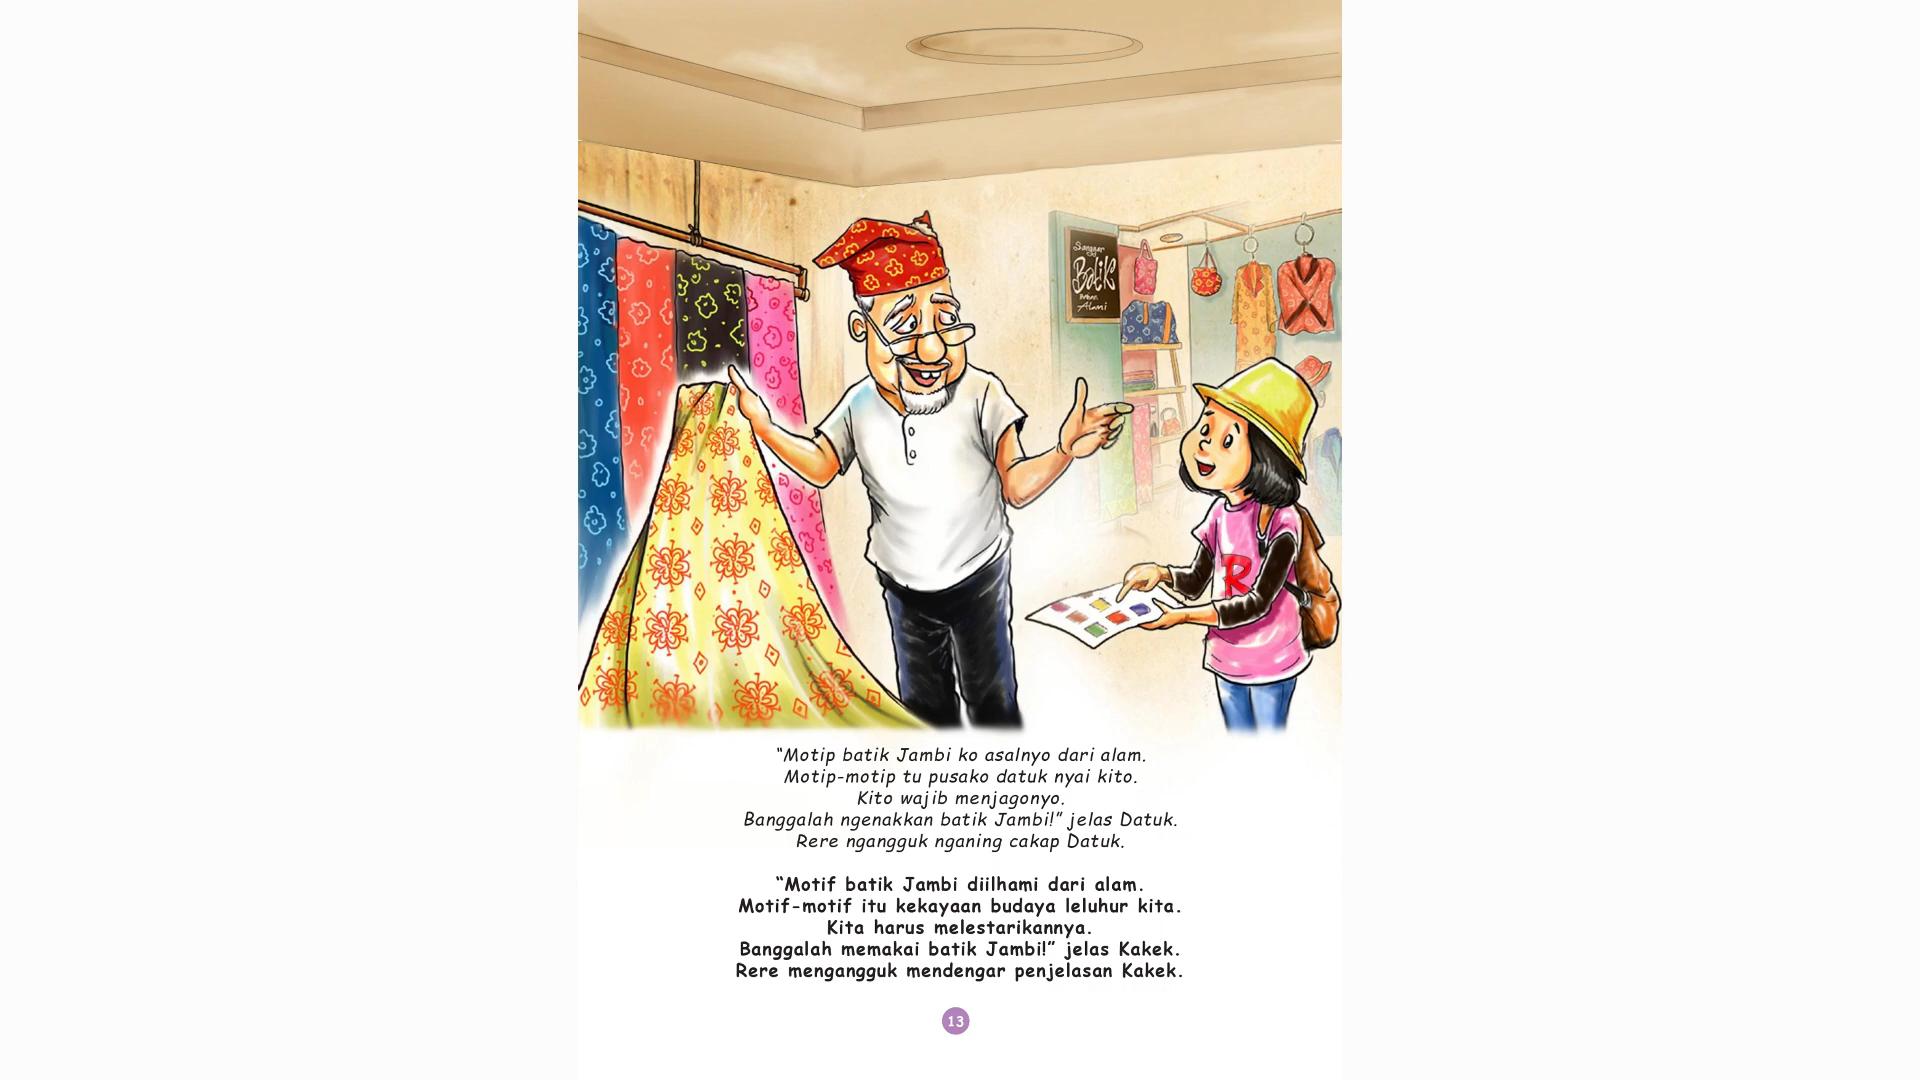 Sanggar
Batik
Alami
R
“Motip batik Jambi ko asalnyo dari alam.
Motip-motip tu pusako datuk nyai kito.
Kito wajib menjagonyo.
Banggalah ngenakkan batik Jambi!” jelas Datuk.
Rere ngangguk nganing cakap Datuk.
“Motif batik Jambi diilhami dari alam.
Motif-motif itu kekayaan budaya leluhur kita.
Kita harus melestarikannya.
Banggalah memakai batik Jambi!” jelas Kakek.
Rere mengangguk mendengar penjelasan Kakek.
13